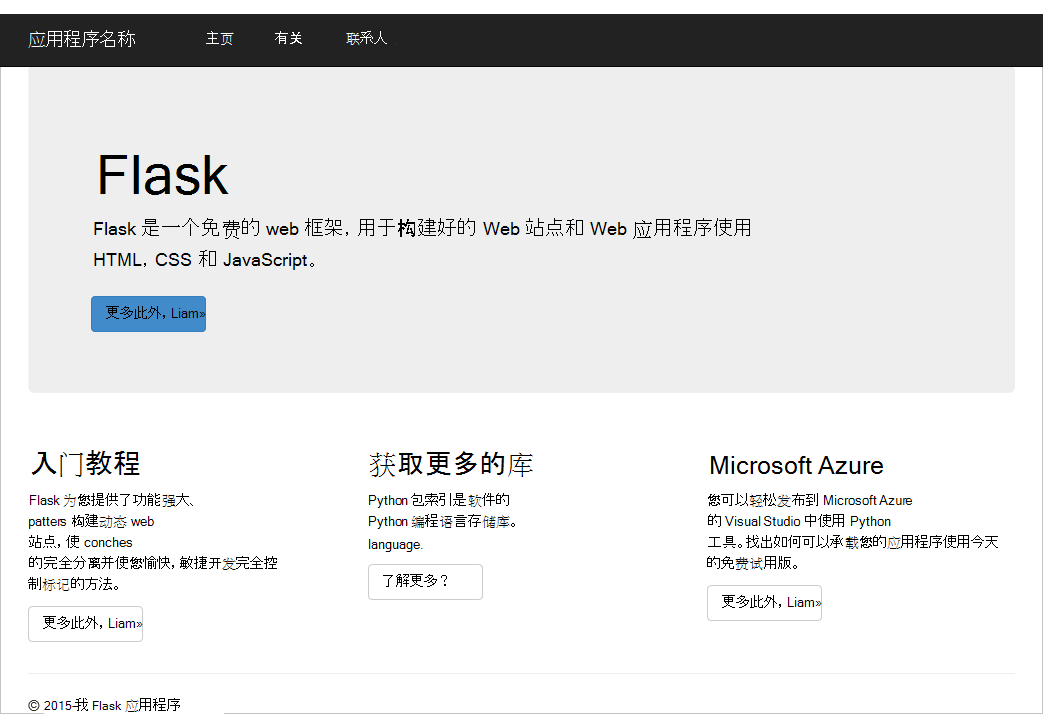 应用程序名称 主页 有关 联系人
Flask
Flask 是一个免费的 web 框架, 用于构建好的 Web 站点和 Web 应用程序使用
HTML, CSS 和 JavaScript。
更多此外, Liam»
入门教程
Flask 为您提供了功能强大、
patters 构建动态 web
站点, 使 conches
的完全分离并使您愉快, 敏捷开发完全控
制标记的方法。
更多此外, Liam»
获取更多的库
Python 包索引是软件的
Python 编程语言存储库。
language.
了解更多?
Microsoft Azure
您可以轻松发布到 Microsoft Azure
的 Visual Studio 中使用 Python
工具。找出如何可以承载您的应用程序使用今天
的免费试用版。
更多此外, Liam»
© 2015-我 Flask 应用程序